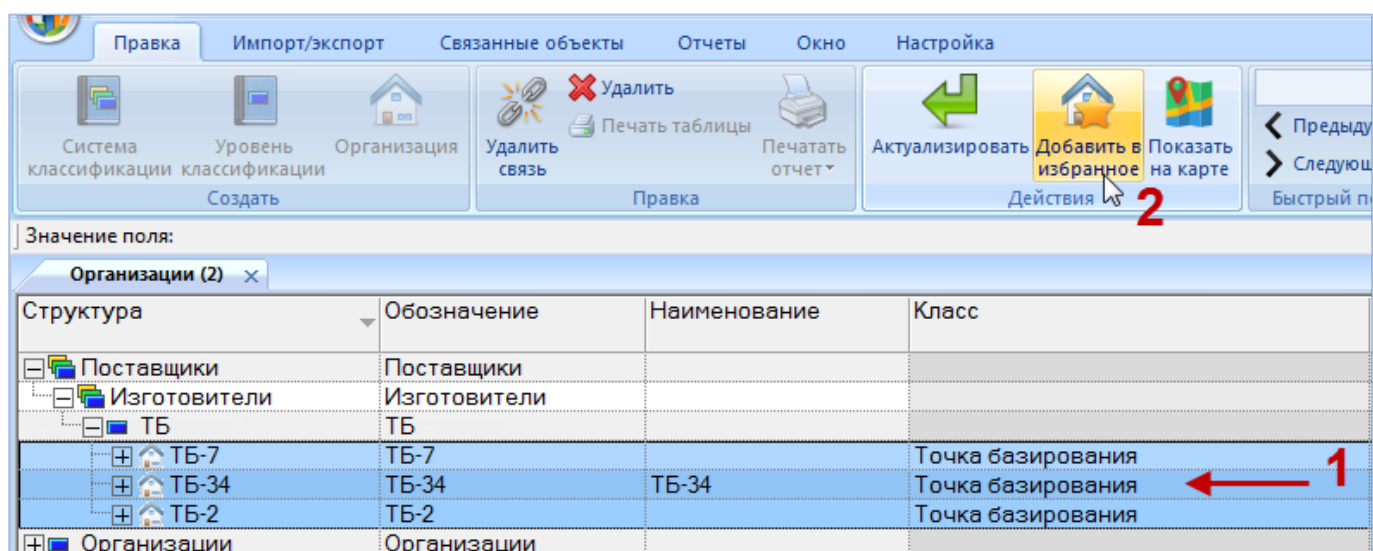 Правка Импорт/экспорт Связанные объекты Отчеты Окно Настройка
Система классификации
Уровень классификации
Организация
Создать
Удалить связь
Удалить
Печать таблицы
Печатать отчет
Правка
Актуализировать
Добавить в избранное
Показать на карте
Действия
2
Предыду
Следующ
Быстрый п
Значение поля:
Организации (2)
Структура Обозначение Наименование Класс
Поставщики Поставщики
Изготовители Изготовители
ТБ ТБ
ТБ-7 ТБ-7 Точка базирования
ТБ-34 ТБ-34 ТБ-34 Точка базирования 1
ТБ-2 ТБ-2 Точка базирования
Организации Организации